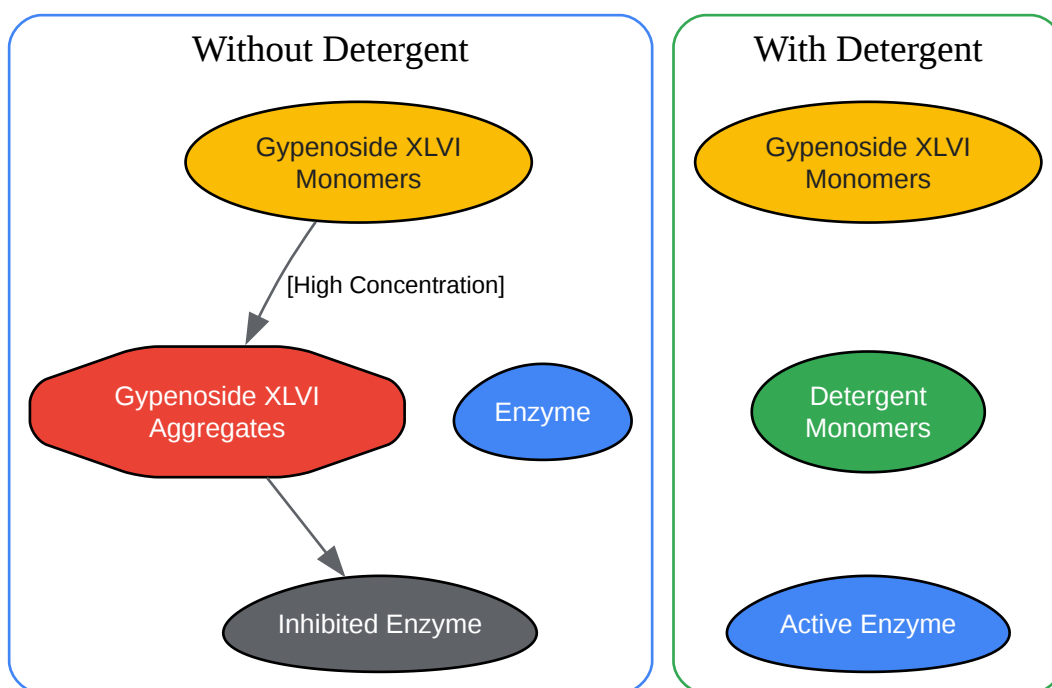 Without Detergent
Gypenoside XLVI
Monomers
[High Concentration]
Gypenoside XLVI
Aggregates
Enzyme
Inhibited Enzyme
With Detergent
Gypenoside XLVI
Monomers
Detergent
Monomers
Active Enzyme